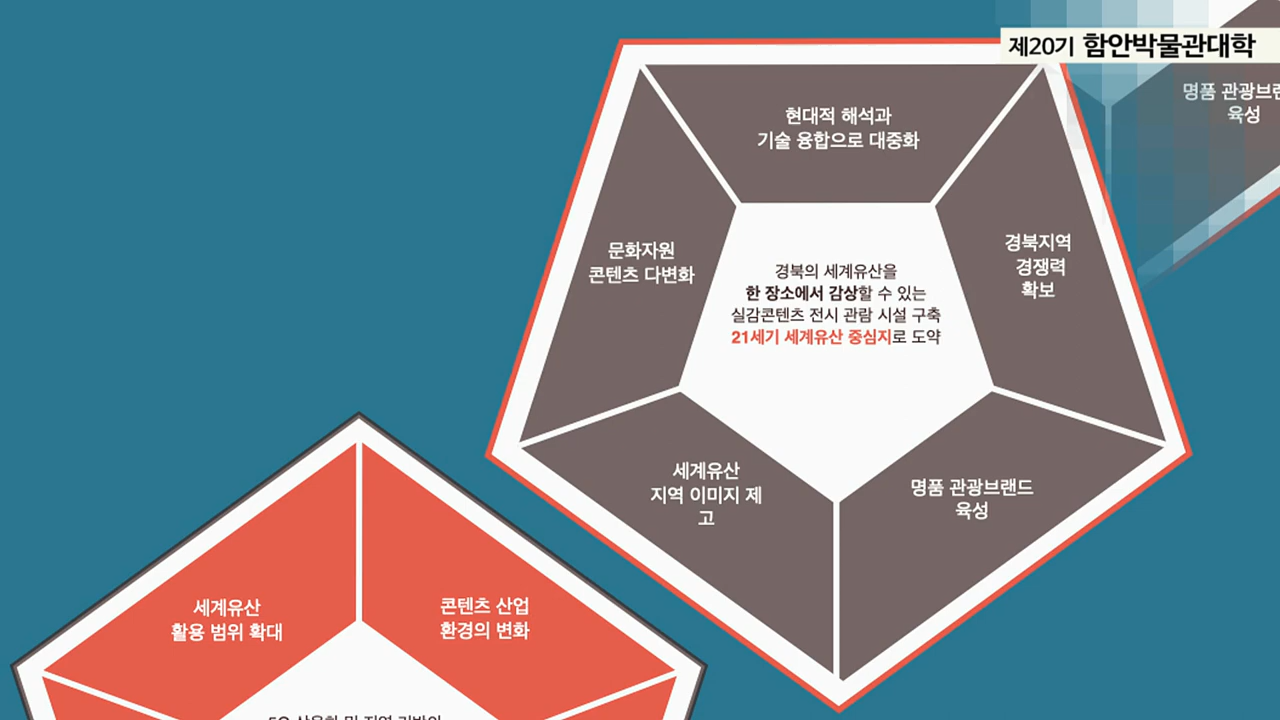 제20기 함안박물관대학
명품 관광브랜
육성
현대적 해석과
기술 융합으로 대중화
문화자원
콘텐츠 다변화
경북지역
경쟁력
확보
경북의 세계유산을
한 장소에서 감상할 수 있는
실감콘텐츠 전시 관람 시설 구축
21세기 세계유산 중심지로 도약
세계유산
지역 이미지 제
고
명품 관광브랜드
육성
세계유산
활용 범위 확대
콘텐츠 산업
환경의 변화